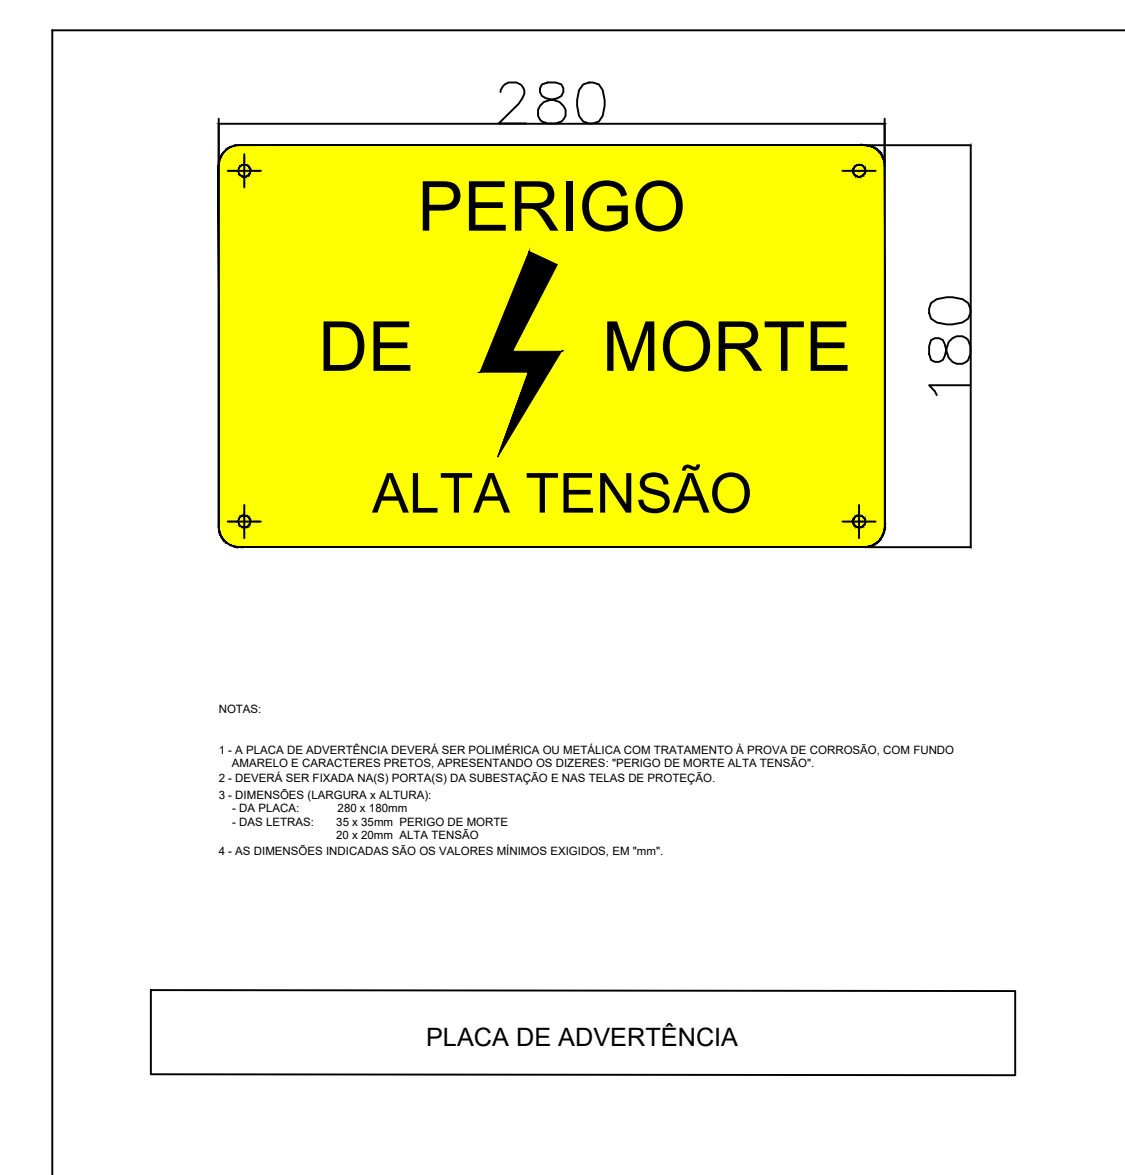 280
PERIGO
DE MORTE
180
ALTA TENSÃO
NOTAS:
1 - A PLACA DE ADVERTÊNCIA DEVERÁ SER POLIMÉRICA OU METÁLICA COM TRATAMENTO À PROVA DE CORROSÃO, COM FUNDO
AMARELO E CARACTERES PRETOS, APRESENTANDO OS DIZERES: "PERIGO DE MORTE ALTA TENSÃO".
2 - DEVERÁ SER FIXADA NA(S) PORTA(S) DA SUBESTAÇÃO E NAS TELAS DE PROTEÇÃO.
3 - DIMENSÕES (LARGURA x ALTURA):
- DA PLACA: 280 x 180mm
- DAS LETRAS: 35 x 35mm PERIGO DE MORTE
20 x 20mm ALTA TENSÃO
4 - AS DIMENSÕES INDICADAS SÃO OS VALORES MÍNIMOS EXIGIDOS, EM "mm".
PLACA DE ADVERTÊNCIA